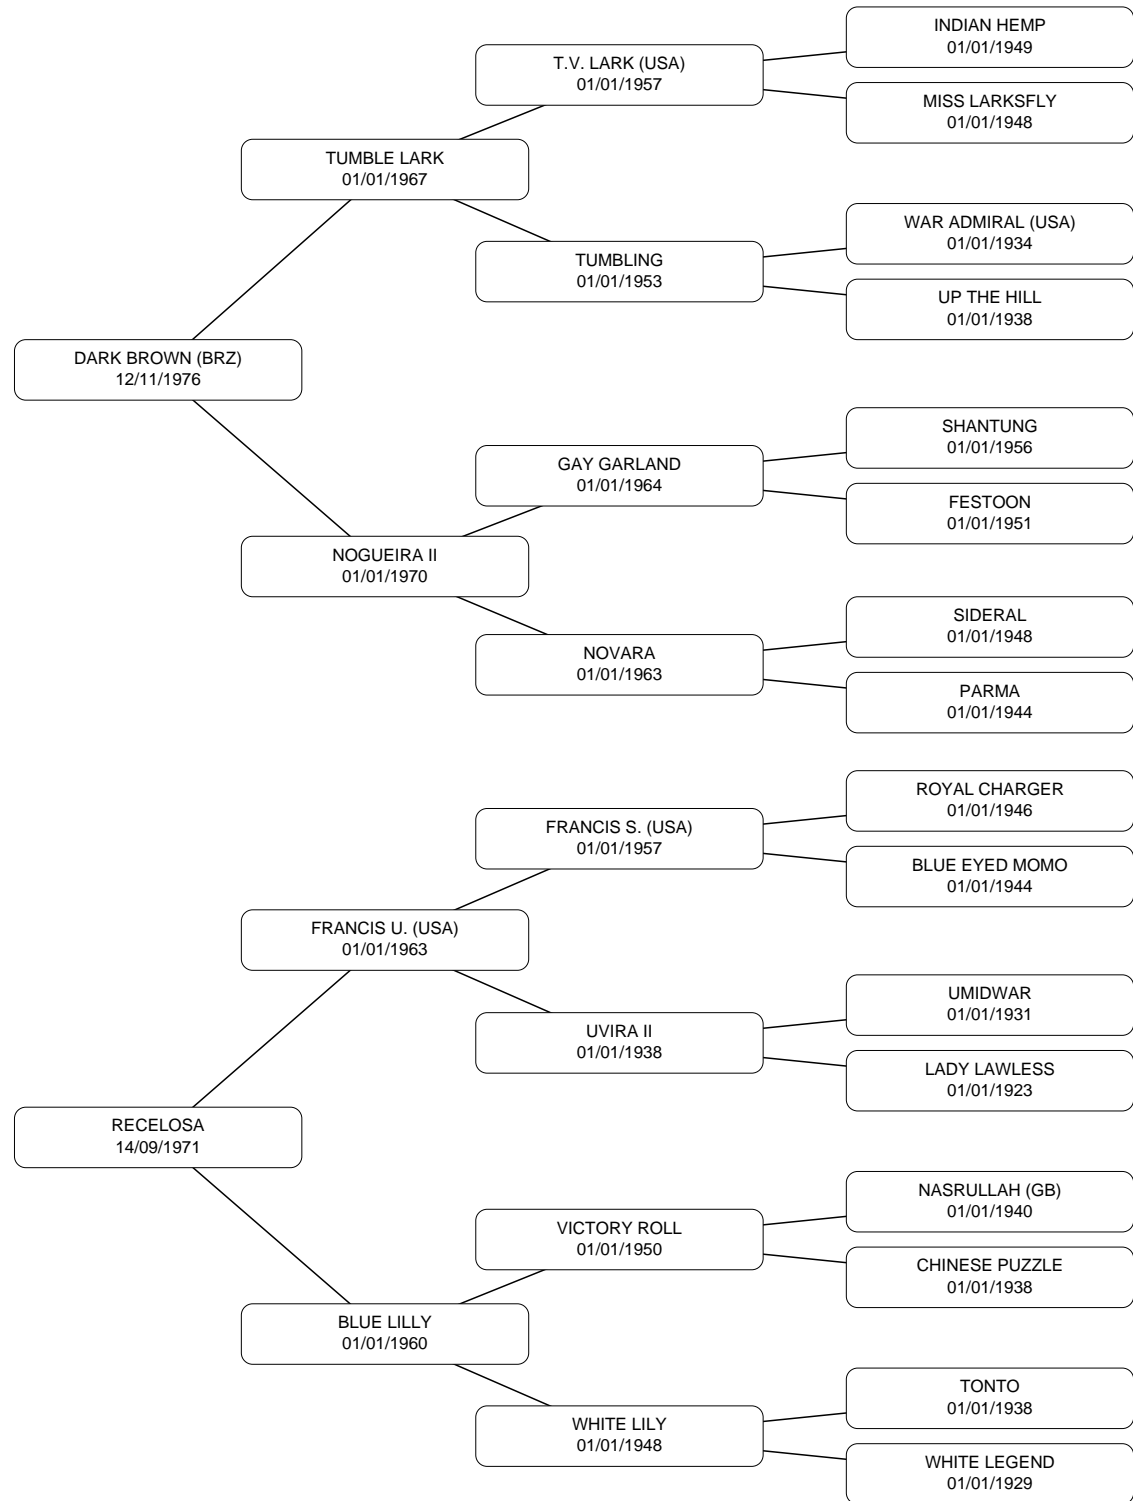 INDIAN HEMP
01/01/1949
T.V. LARK (USA)
01/01/1957
MISS LARKSFLY
01/01/1948
TUMBLE LARK
01/01/1967
WAR ADMIRAL (USA)
01/01/1934
TUMBLING
01/01/1953
UP THE HILL
01/01/1938
DARK BROWN (BRZ)
12/11/1976
SHANTUNG
01/01/1956
GAY GARLAND
01/01/1964
FESTOON
01/01/1951
NOGUEIRA II
01/01/1970
SIDERAL
01/01/1948
NOVARA
01/01/1963
PARMA
01/01/1944
ROYAL CHARGER
01/01/1946
FRANCIS S. (USA)
01/01/1957
BLUE EYED MOMO
01/01/1944
FRANCIS U. (USA)
01/01/1963
UMIDWAR
01/01/1931
UVIRA II
01/01/1938
LADY LAWLESS
01/01/1923
RECELOSA
14/09/1971
NASRULLAH (GB)
01/01/1940
VICTORY ROLL
01/01/1950
CHINESE PUZZLE
01/01/1938
BLUE LILLY
01/01/1960
TONTO
01/01/1938
WHITE LILY
01/01/1948
WHITE LEGEND
01/01/1929